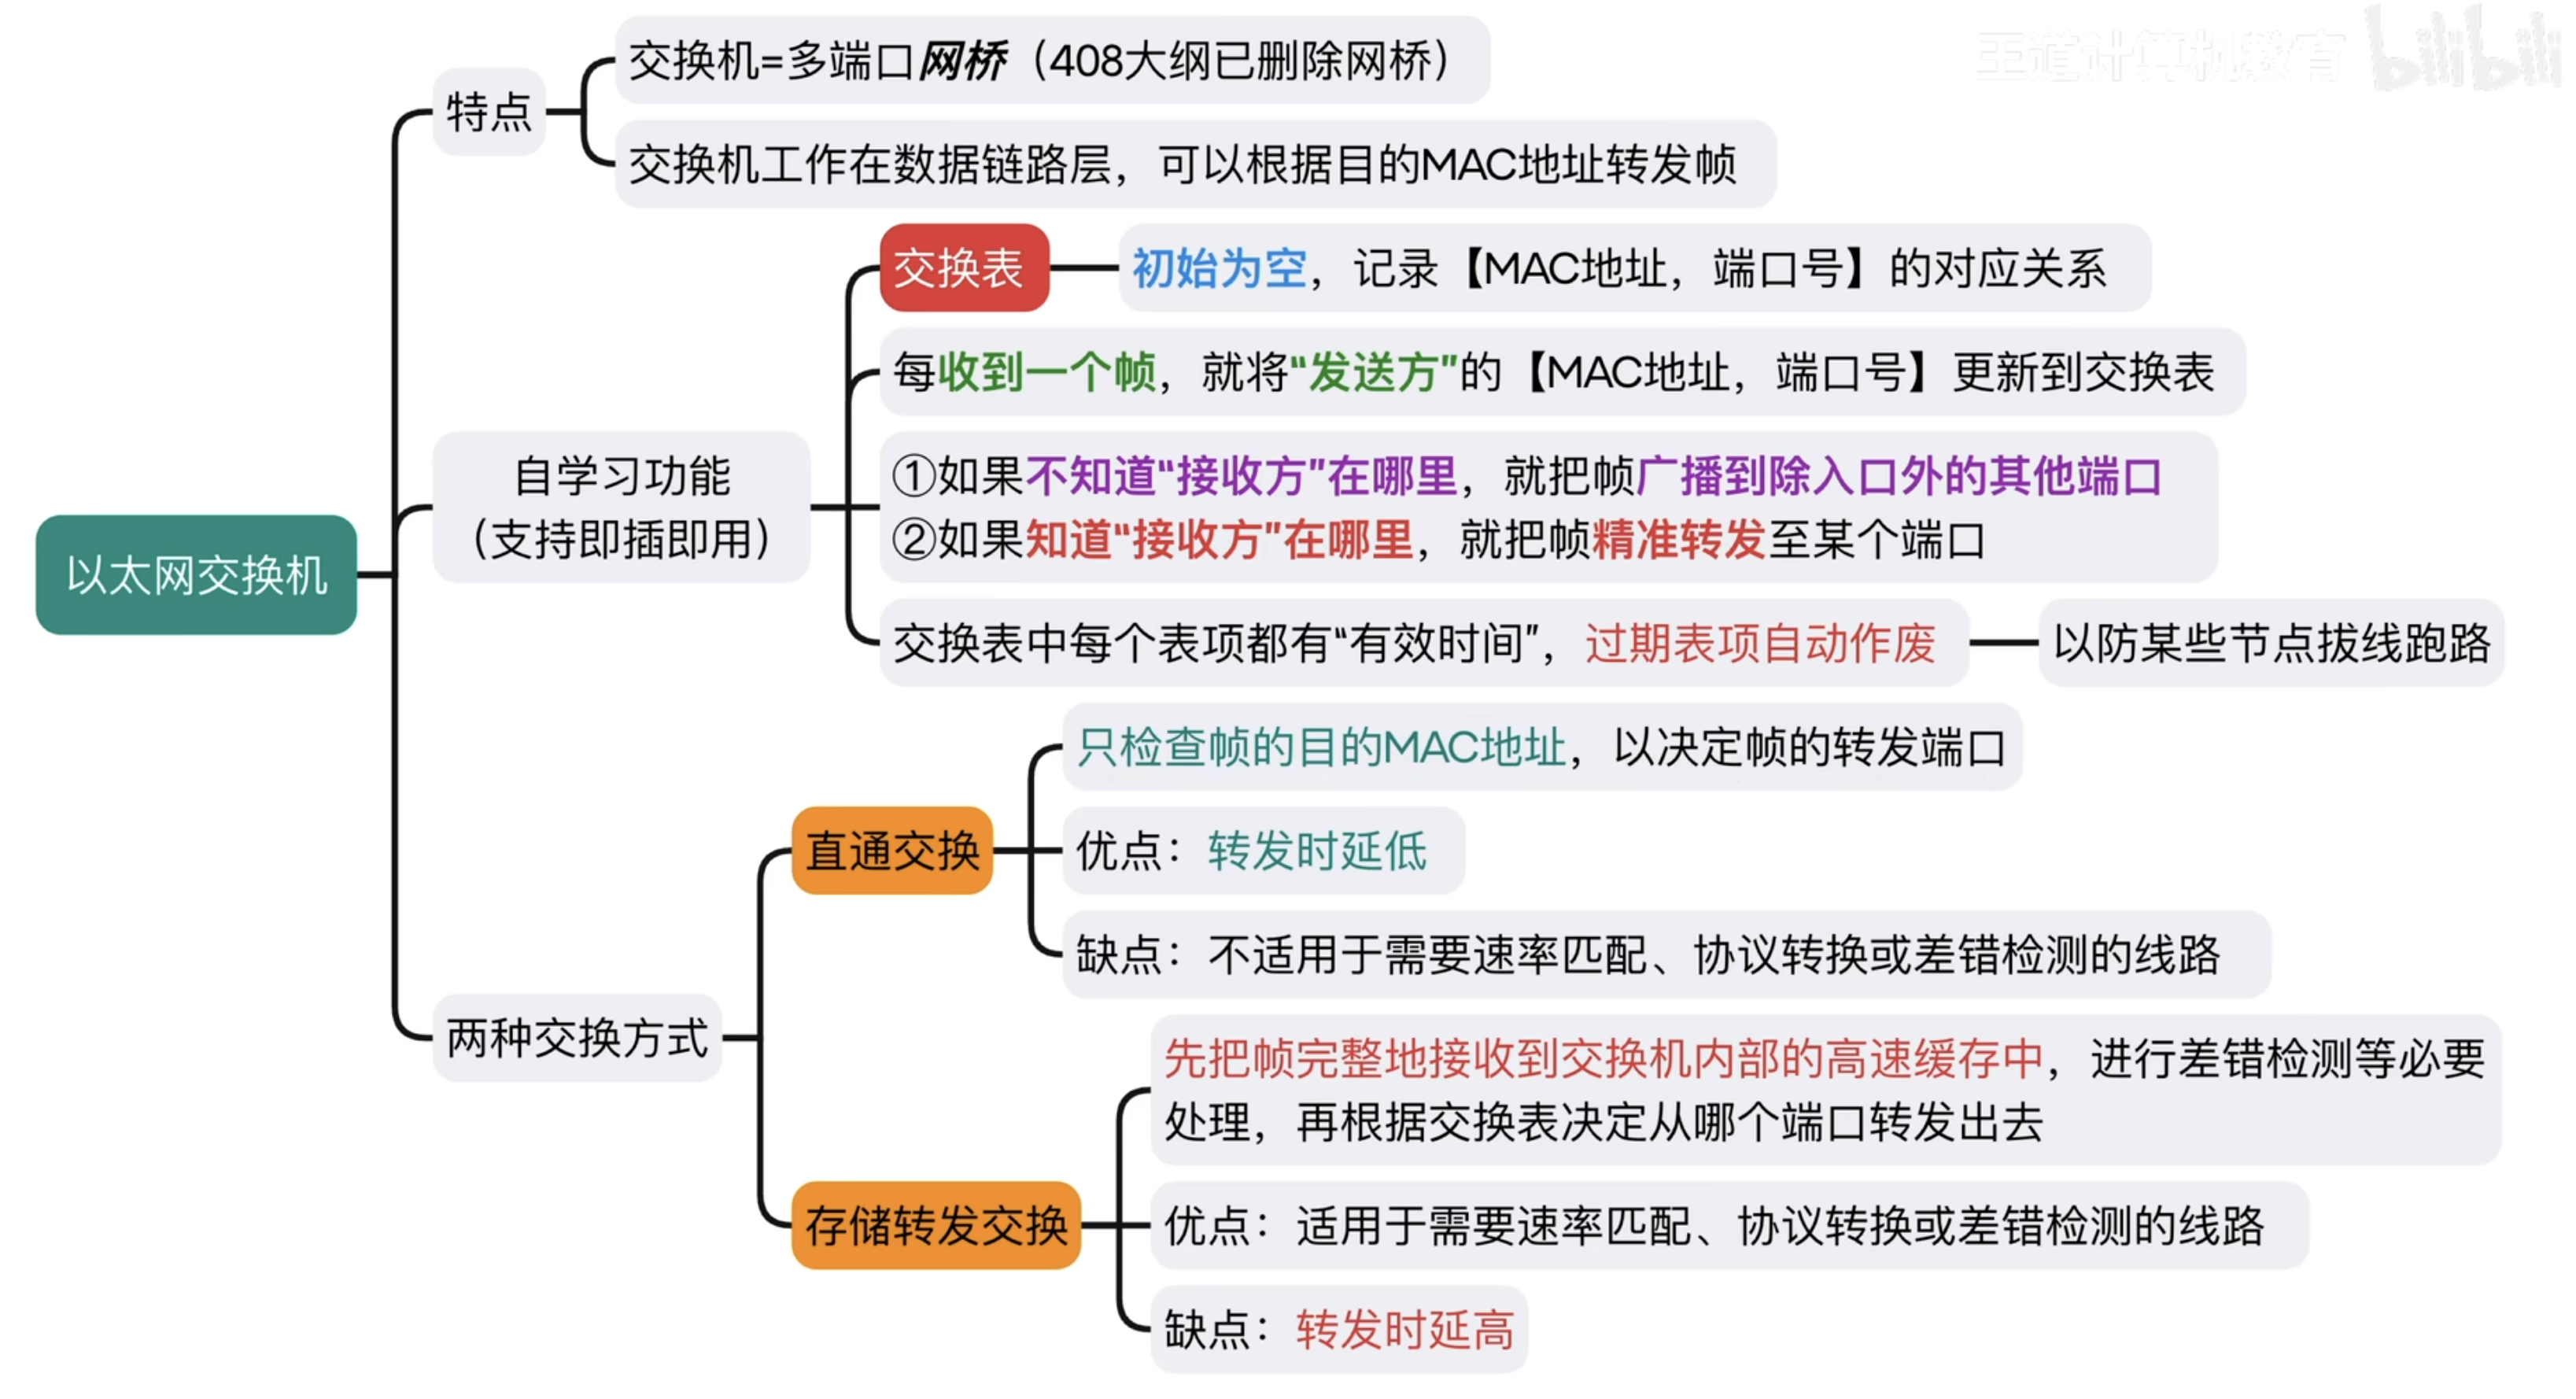 王道计算机教育 bilibili
交换机=多端口网桥（408大纲已删除网桥）
特点
交换机工作在数据链路层，可以根据目的MAC地址转发帧
交换表
初始为空，记录【MAC地址，端口号】的对应关系
每收到一个帧，就将“发送方”的【MAC地址，端口号】更新到交换表
自学习功能
（支持即插即用）
①如果不知道“接收方”在哪里，就把帧广播到除入口外的其他端口
②如果知道“接收方”在哪里，就把帧精准转发至某个端口
以太网交换机
交换表中每个表项都有“有效时间”，过期表项自动作废
以防某些节点拔线跑路
只检查帧的目的MAC地址，以决定帧的转发端口
直通交换
优点：转发时延低
缺点：不适用于需要速率匹配、协议转换或差错检测的线路
两种交换方式
先把帧完整地接收到交换机内部的高速缓存中，进行差错检测等必要
处理，再根据交换表决定从哪个端口转发出去
存储转发交换
优点：适用于需要速率匹配、协议转换或差错检测的线路
缺点：转发时延高